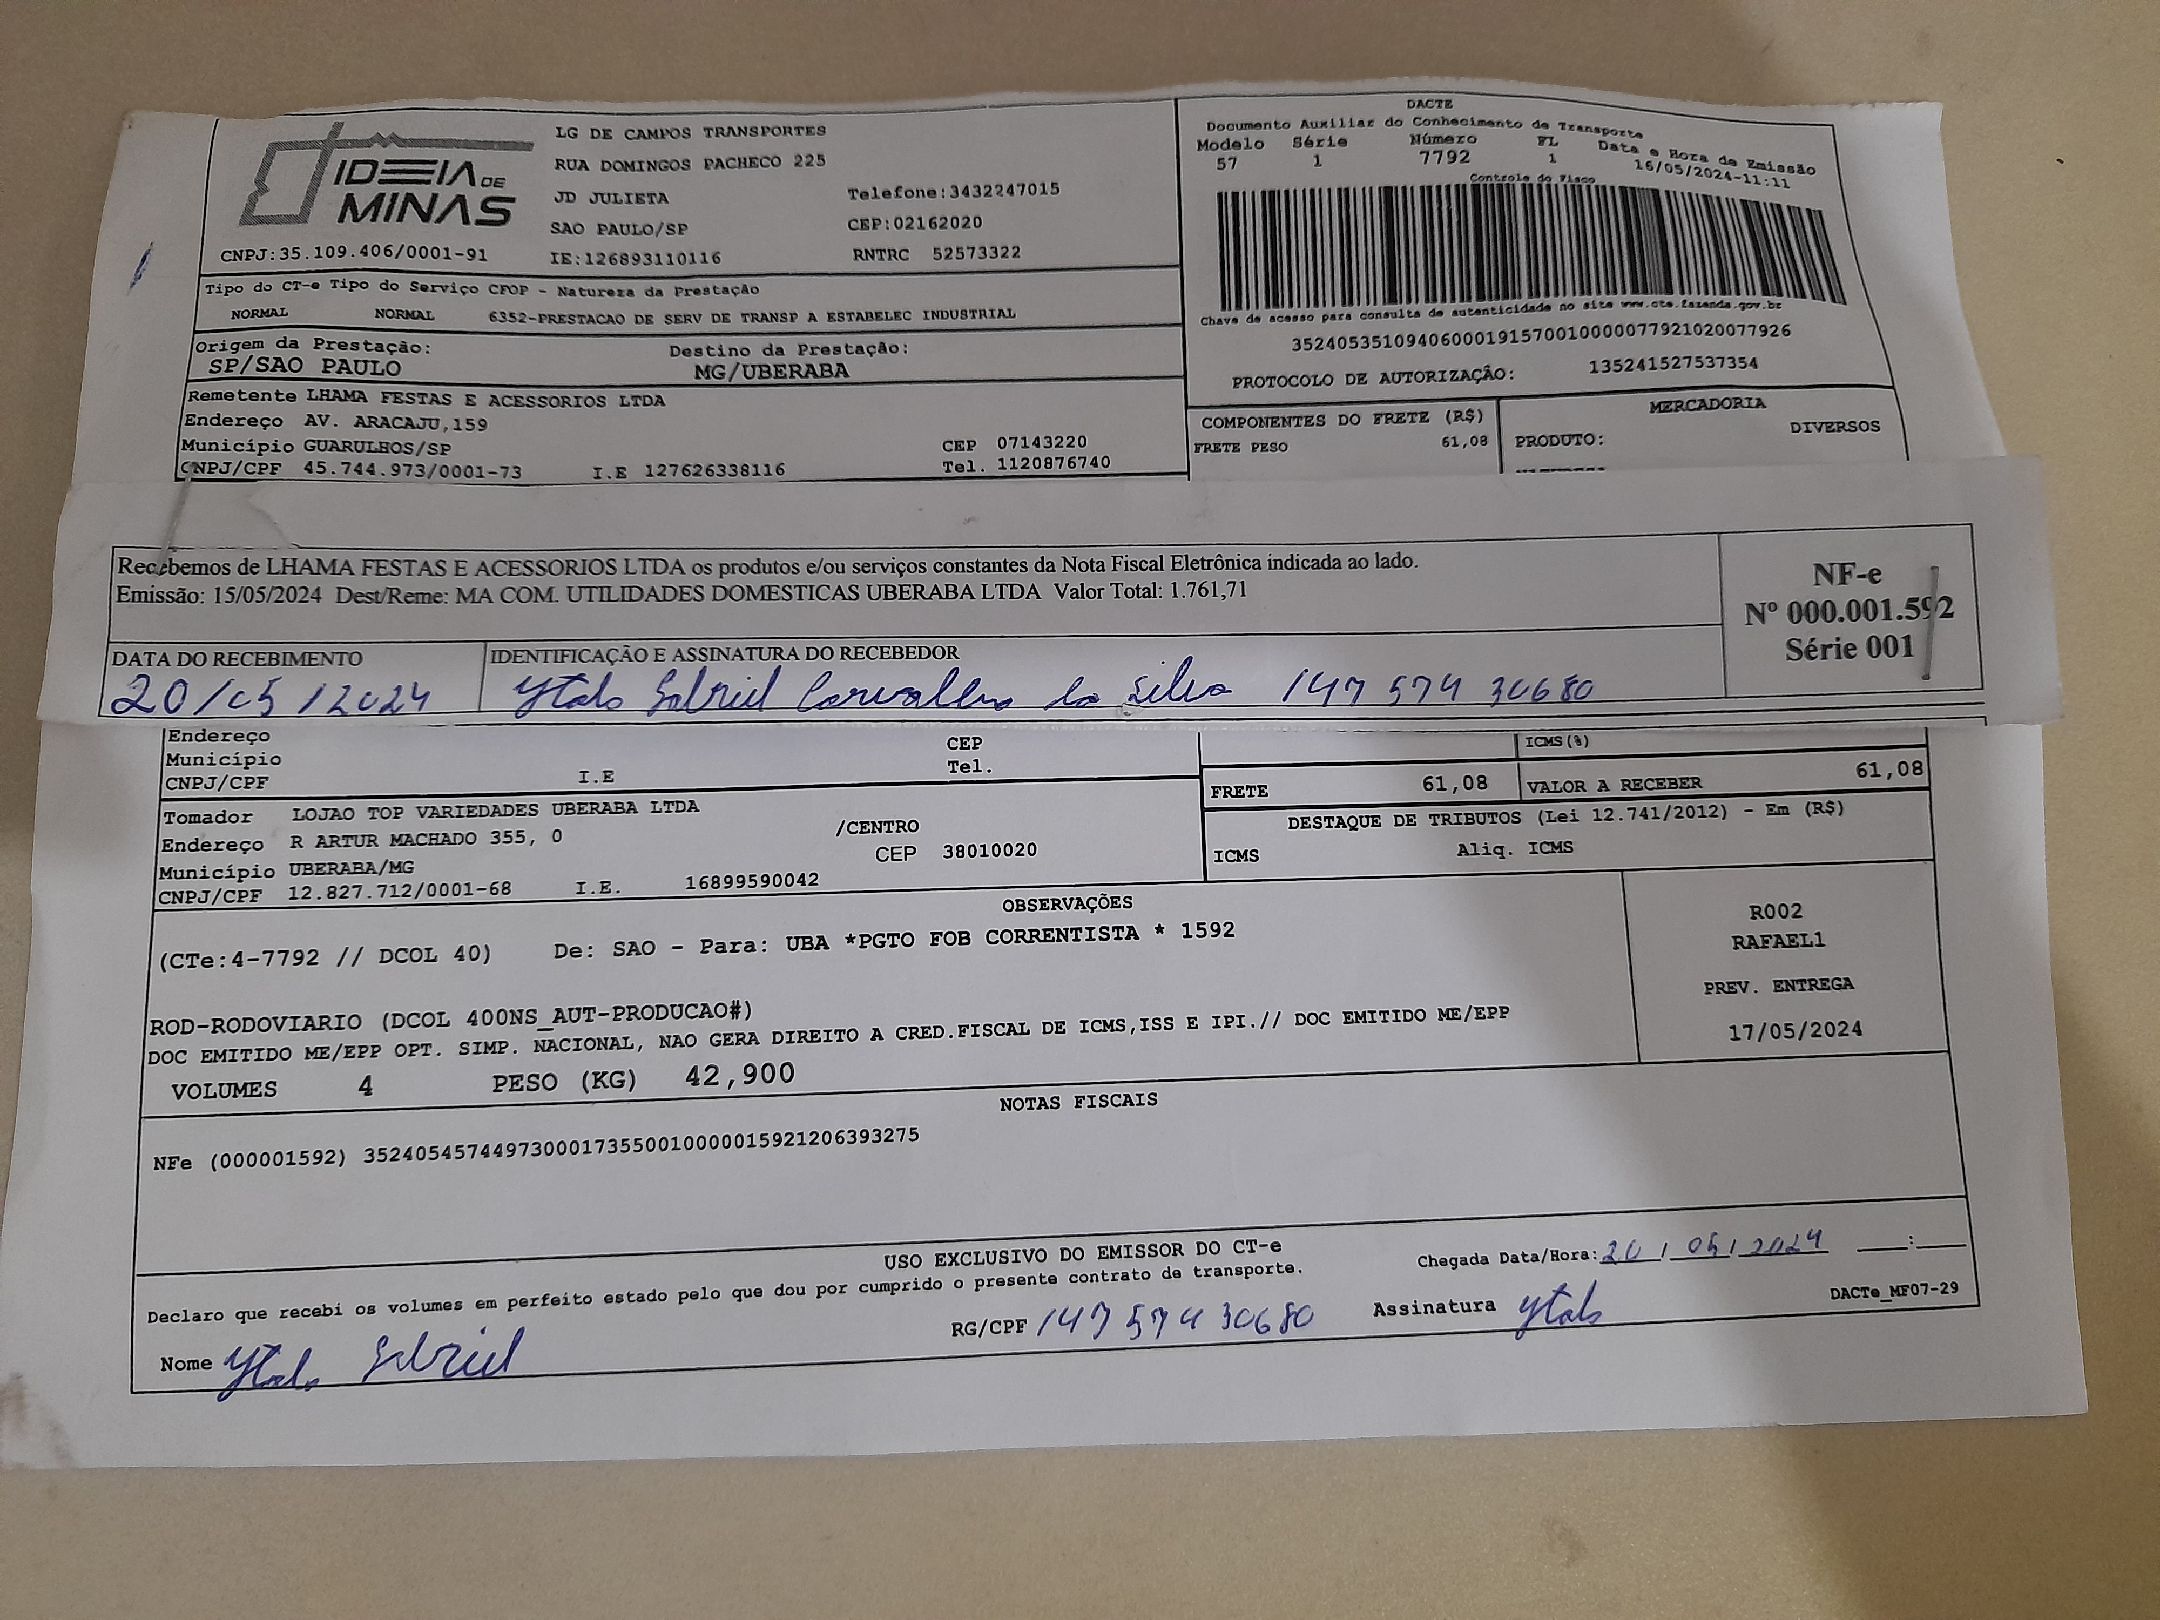 IDEIA DE
MINAS
CNPJ:35.109.406/0001-91
LG DE CAMPOS TRANSPORTES
RUA DOMINGOS PACHECO 225
JD JULIETA Telefone:3432247015
SAO PAULO/SP CEP:02162020
IE:126893110116 RNTRC 52573322
DACTE
Documento Auxiliar do Conhecimento de Transporte
Modelo Série Número FL Data e Hora de Emissão
57 1 7792 1 16/05/2024-11:11
Controle do Fisco
Chave de acesso para consulta de autenticidade no site www.cte.fazenda.gov.br
35240535109406000191570010000077921020077926
PROTOCOLO DE AUTORIZAÇÃO: 135241527537354
Tipo do CT-e Tipo do Serviço CFOP - Natureza da Prestação
NORMAL NORMAL 6352-PRESTACAO DE SERV DE TRANSP A ESTABELEC INDUSTRIAL
Origem da Prestação: Destino da Prestação:
SP/SAO PAULO MG/UBERABA
Remetente LHAMA FESTAS E ACESSORIOS LTDA
Endereço AV. ARACAJU,159
Município GUARULHOS/SP CEP 07143220
CNPJ/CPF 45.744.973/0001-73 I.E 127626338116 Tel. 1120876740
COMPONENTES DO FRETE (R$) MERCADORIA
FRETE PESO 61,08 PRODUTO: DIVERSOS
Recebemos de LHAMA FESTAS E ACESSORIOS LTDA os produtos e/ou serviços constantes da Nota Fiscal Eletrônica indicada ao lado.
Emissão: 15/05/2024 Dest/Reme: MA COM. UTILIDADES DOMESTICAS UBERABA LTDA Valor Total: 1.761,71
NF-e
Nº 000.001.592
Série 001
DATA DO RECEBIMENTO IDENTIFICAÇÃO E ASSINATURA DO RECEBEDOR
20/05/2024 Ytalo Gabriel Carvalho da Silva 147 574 306 80
Endereço
Município CEP
CNPJ/CPF I.E Tel.
ICMS(%)
FRETE 61,08 VALOR A RECEBER 61,08
Tomador LOJAO TOP VARIEDADES UBERABA LTDA
Endereço R ARTUR MACHADO 355, 0 /CENTRO
Município UBERABA/MG CEP 38010020
CNPJ/CPF 12.827.712/0001-68 I.E. 16899590042
DESTAQUE DE TRIBUTOS (Lei 12.741/2012) - Em (R$)
ICMS Aliq. ICMS
OBSERVAÇÕES
(CTe:4-7792 // DCOL 40) De: SAO - Para: UBA *PGTO FOB CORRENTISTA * 1592
ROD-RODOVIARIO (DCOL 400NS_AUT-PRODUCAO#)
DOC EMITIDO ME/EPP OPT. SIMP. NACIONAL, NAO GERA DIREITO A CRED.FISCAL DE ICMS,ISS E IPI.// DOC EMITIDO ME/EPP
R002
RAFAEL1
PREV. ENTREGA
17/05/2024
VOLUMES 4 PESO (KG) 42,900
NOTAS FISCAIS
NFe (000001592) 35240545744973000173550010000015921206393275
USO EXCLUSIVO DO EMISSOR DO CT-e
Chegada Data/Hora: 20/05/2024 ___:___
Declaro que recebi os volumes em perfeito estado pelo que dou por cumprido o presente contrato de transporte.
DACTe_MF07-29
Nome Ytalo Gabriel RG/CPF 147 574 306 80 Assinatura Ytalo